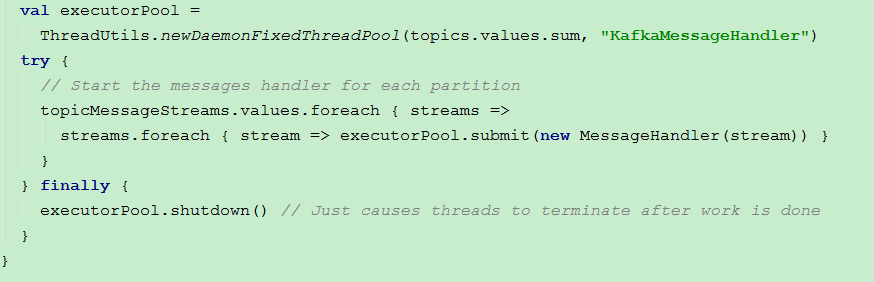 val executorPool =
ThreadUtils.newDaemonFixedThreadPool(topics.values.sum, "KafkaMessageHandler")
try {
// Start the messages handler for each partition
topicMessageStreams.values.foreach { streams =>
streams.foreach { stream => executorPool.submit(new MessageHandler(stream)) }
}
} finally {
executorPool.shutdown() // Just causes threads to terminate after work is done
}
}